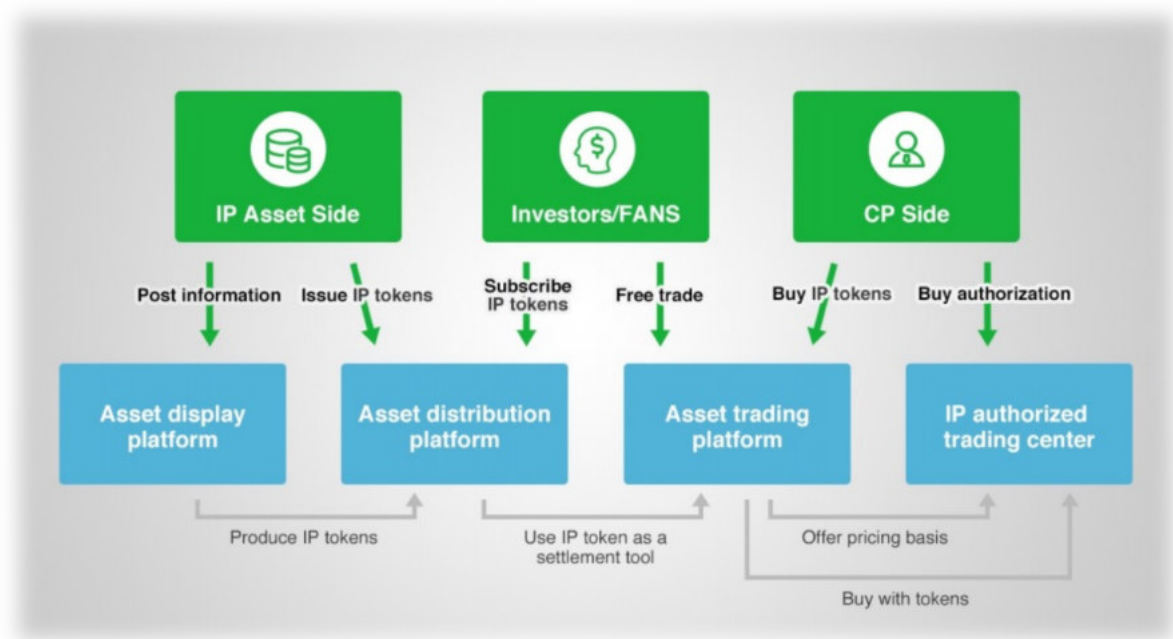 IP Asset Side
Investors/FANS
CP Side
Post information
Issue IP tokens
Subscribe
IP tokens
Free trade
Buy IP tokens
Buy authorization
Asset display
platform
Asset distribution
platform
Asset trading
platform
IP authorized
trading center
Produce IP tokens
Use IP token as a
settlement tool
Offer pricing basis
Buy with tokens